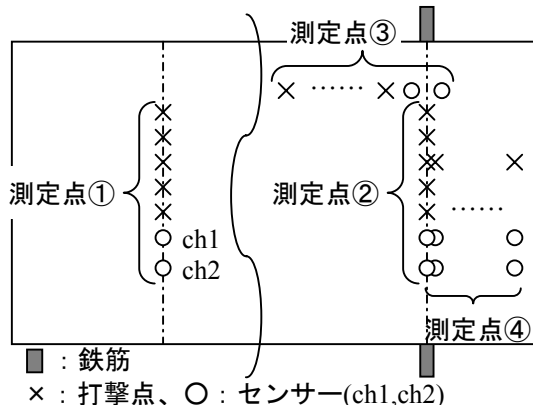 測定点③
測定点①
測定点②
ch1
ch2
測定点④
：鉄筋
×：打撃点、○：センサー(ch1,ch2)